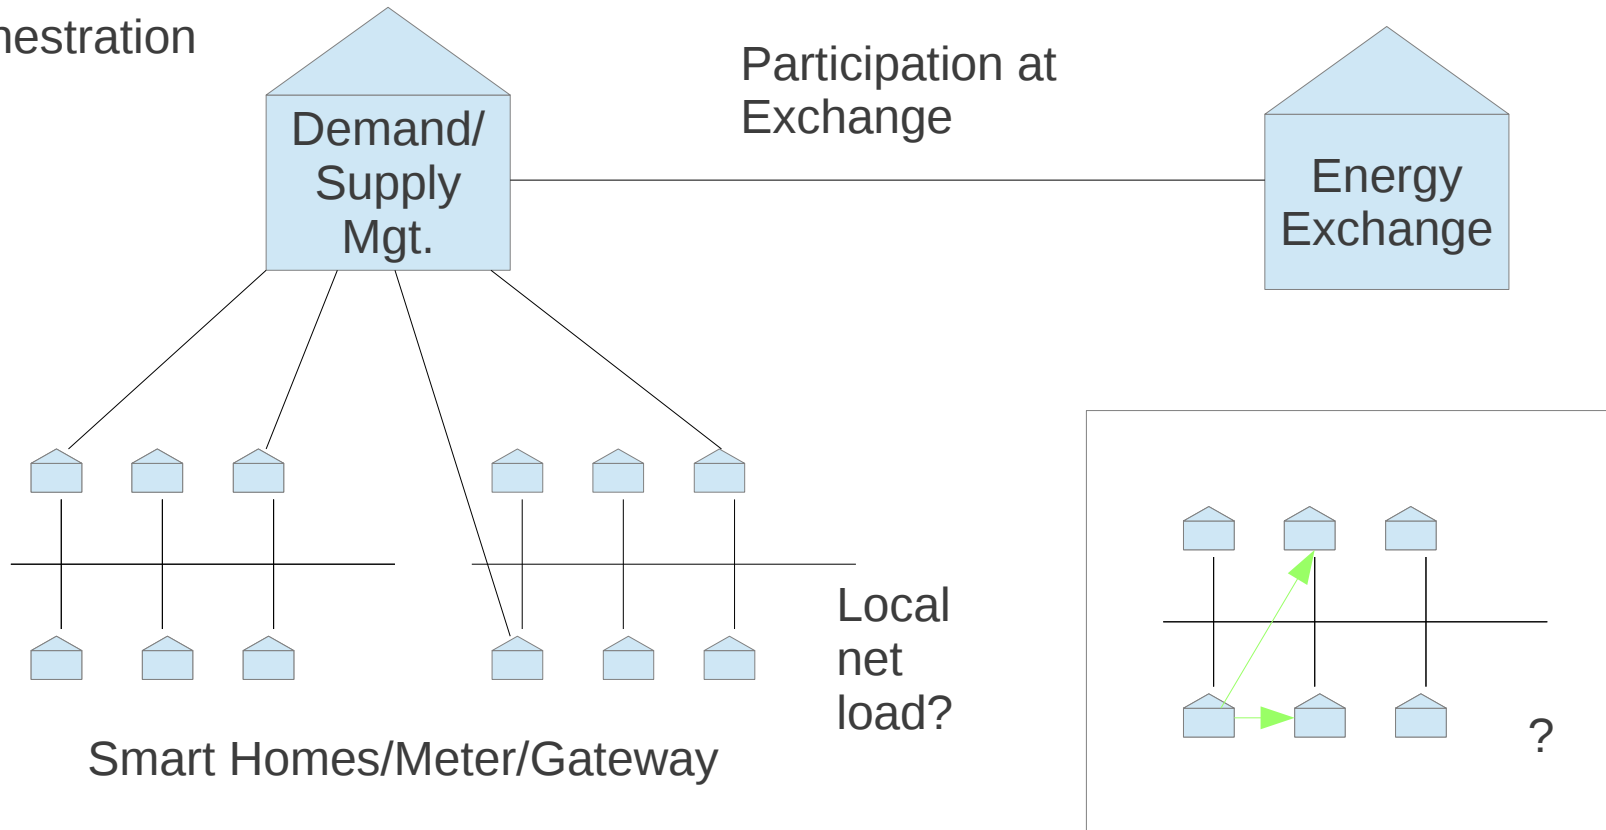 nestration
Participation at
Exchange
Demand/
Supply
Mgt.
Energy
Exchange
Local
net
load?
?
Smart Homes/Meter/Gateway